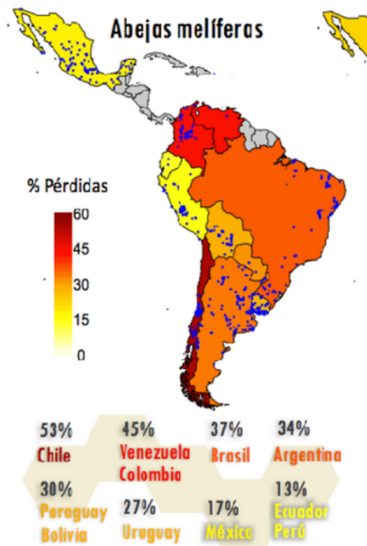 Abejas melíferas
% Pérdidas
60
45
30
15
0
53%
Chile
45%
Venezuela
Colombia
37%
Brasil
34%
Argentina
30%
Paraguay
Bolivia
27%
Uruguay
17%
México
13%
Ecuador
Perú